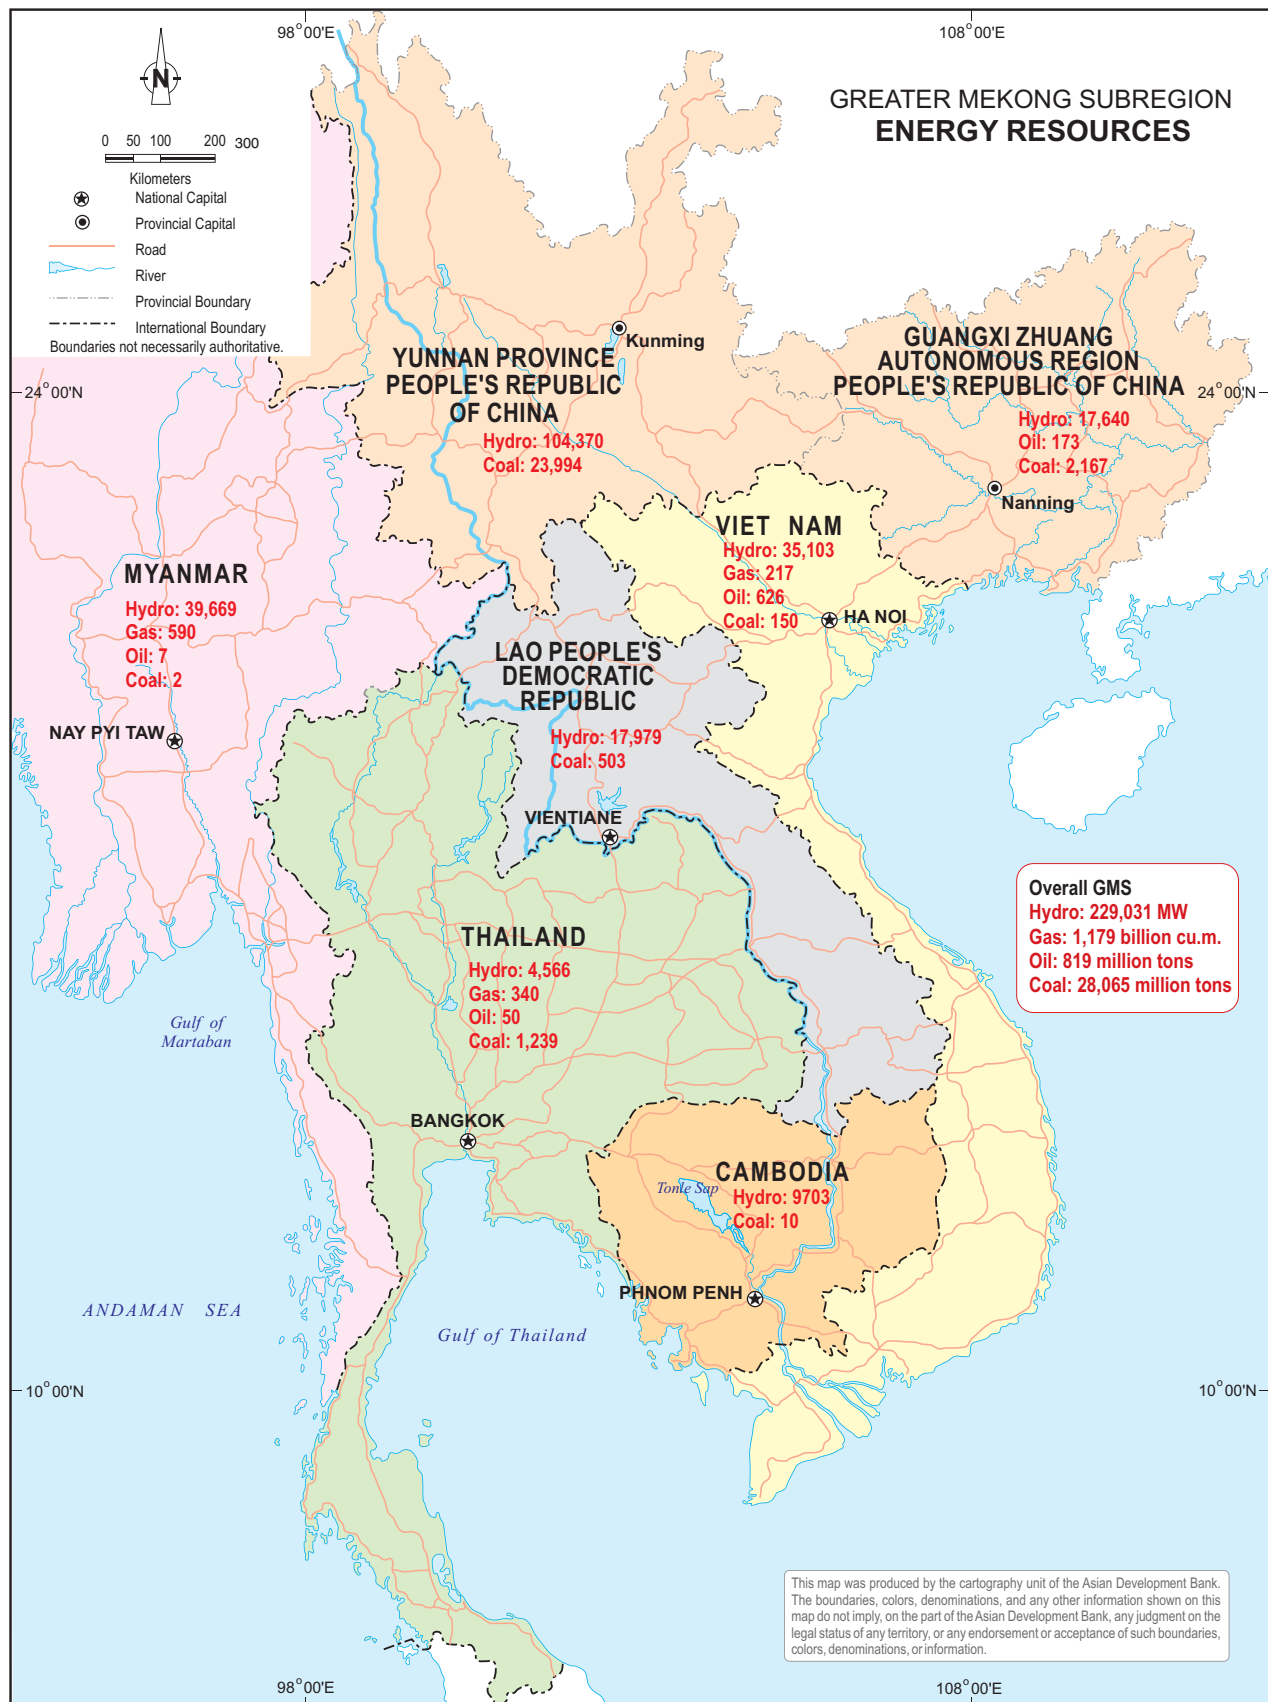 98°00'E
108°00'E
N
GREATER MEKONG SUBREGION
ENERGY RESOURCES
0 50 100 200 300
Kilometers
National Capital
Provincial Capital
Road
River
Provincial Boundary
International Boundary
Boundaries not necessarily authoritative.
Kunming
YUNNAN PROVINCE
PEOPLE'S REPUBLIC
OF CHINA
Hydro: 104,370
Coal: 23,994
GUANGXI ZHUANG
AUTONOMOUS REGION
PEOPLE'S REPUBLIC OF CHINA
Hydro: 17,640
Oil: 173
Coal: 2,167
Nanning
24°00'N
24°00'N
VIET NAM
Hydro: 35,103
Gas: 217
Oil: 626
Coal: 150
HA NOI
MYANMAR
Hydro: 39,669
Gas: 590
Oil: 7
Coal: 2
NAY PYI TAW
LAO PEOPLE'S
DEMOCRATIC
REPUBLIC
Hydro: 17,979
Coal: 503
VIENTIANE
Overall GMS
Hydro: 229,031 MW
Gas: 1,179 billion cu.m.
Oil: 819 million tons
Coal: 28,065 million tons
THAILAND
Hydro: 4,566
Gas: 340
Oil: 50
Coal: 1,239
Gulf of
Martaban
BANGKOK
CAMBODIA
Tonle Sap
Hydro: 9703
Coal: 10
PHNOM PENH
ANDAMAN SEA
Gulf of Thailand
10°00'N
10°00'N
This map was produced by the cartography unit of the Asian Development Bank.
The boundaries, colors, denominations, and any other information shown on this
map do not imply, on the part of the Asian Development Bank, any judgment on the
legal status of any territory, or any endorsement or acceptance of such boundaries,
colors, denominations, or information.
98°00'E
108°00'E